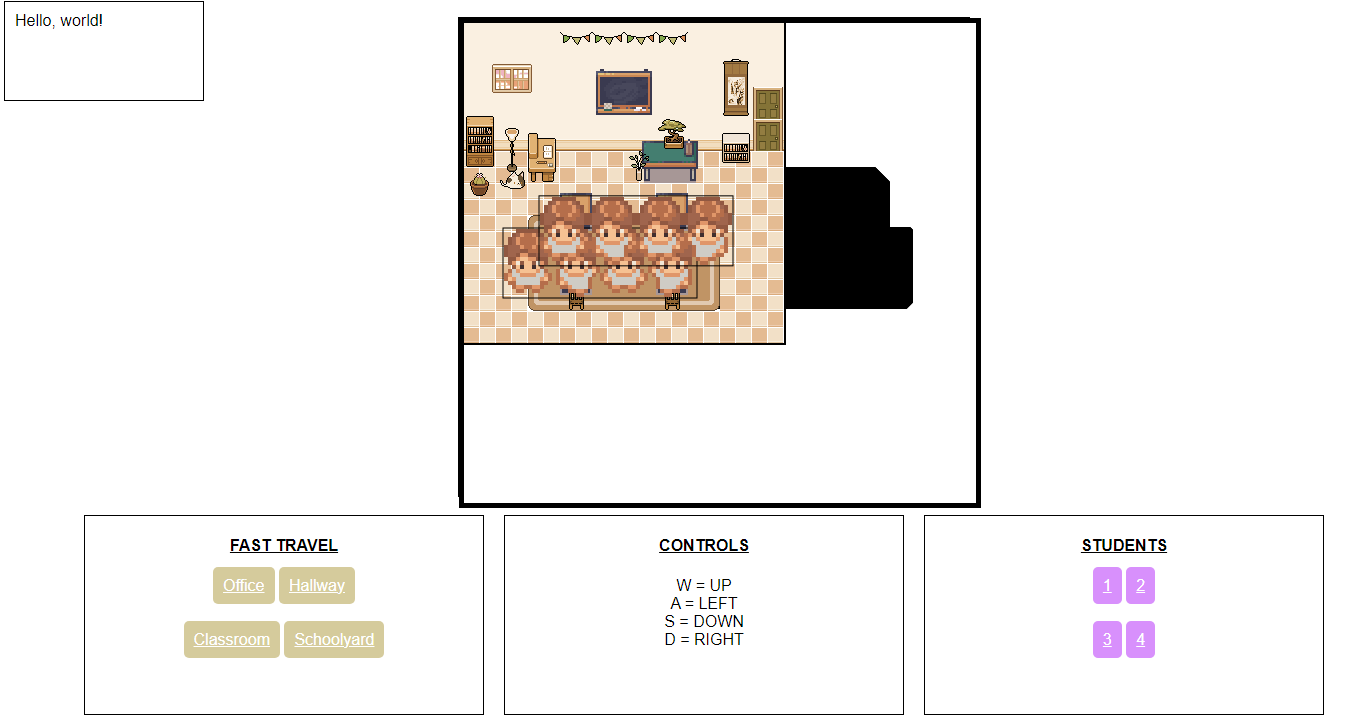 Hello, world!
FAST TRAVEL
Office Hallway
Classroom Schoolyard
CONTROLS
W = UP
A = LEFT
S = DOWN
D = RIGHT
STUDENTS
1 2
3 4